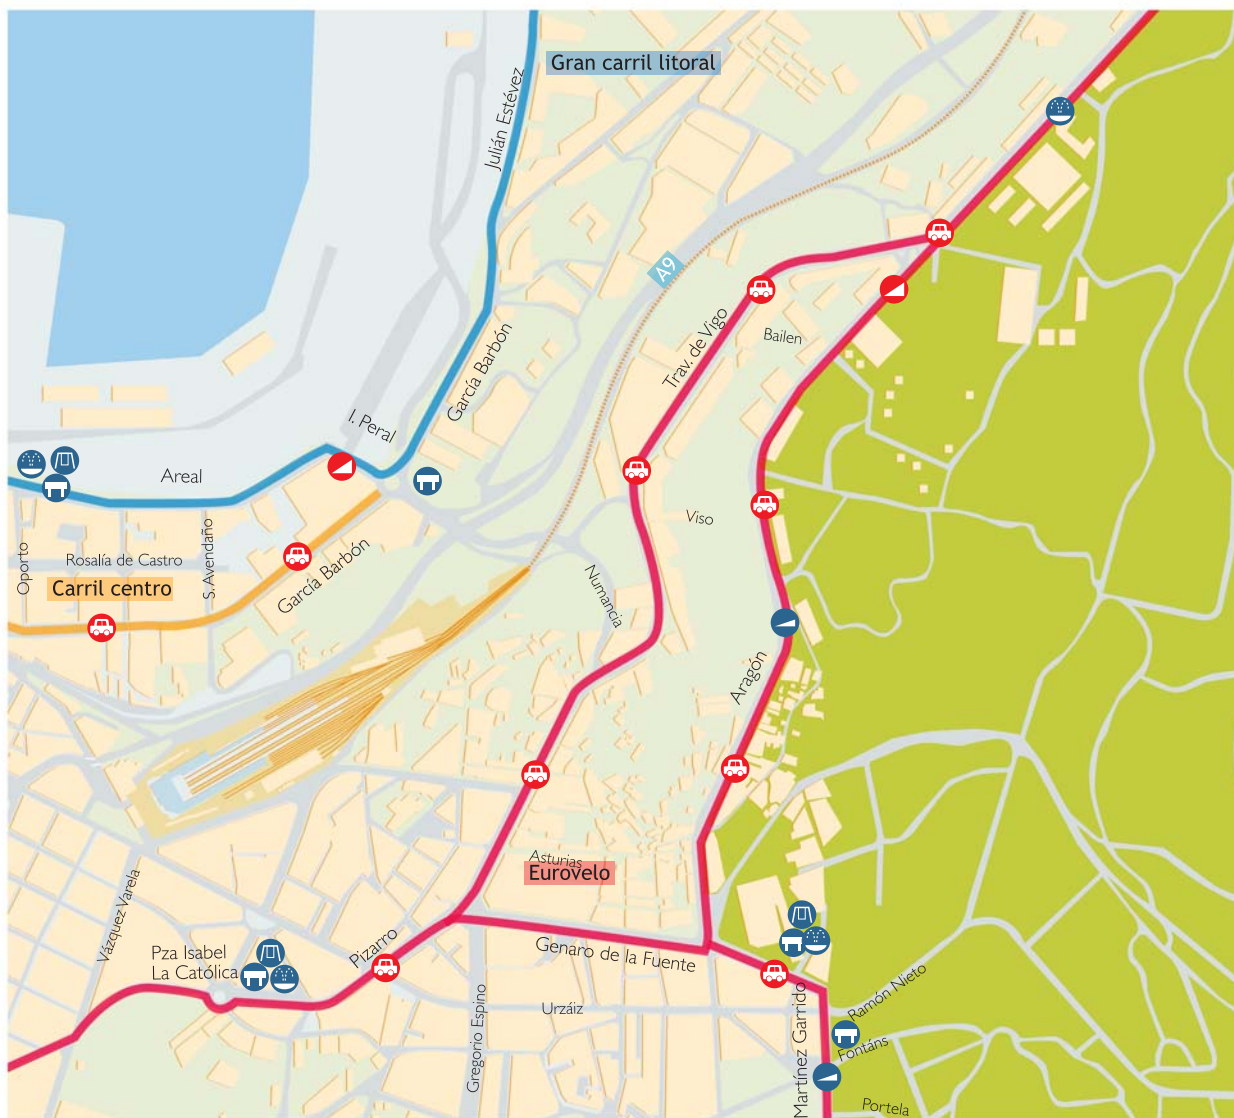 Gran carril litoral
Julián Estévez
A9
Trav. de Vigo
Bailen
García Barbón
I. Peral
Areal
Viso
Oporto
Rosalía de Castro
S. Avendaño
Carril centro
García Barbón
Numancia
Aragón
Asturias
Eurovelo
Vázquez Varela
Pza Isabel
La Católica
Pizarro
Genaro de la Fuente
Urzáiz
Gregorio Espino
Martínez Garrido
Ramón Nieto
Fontáns
Portela